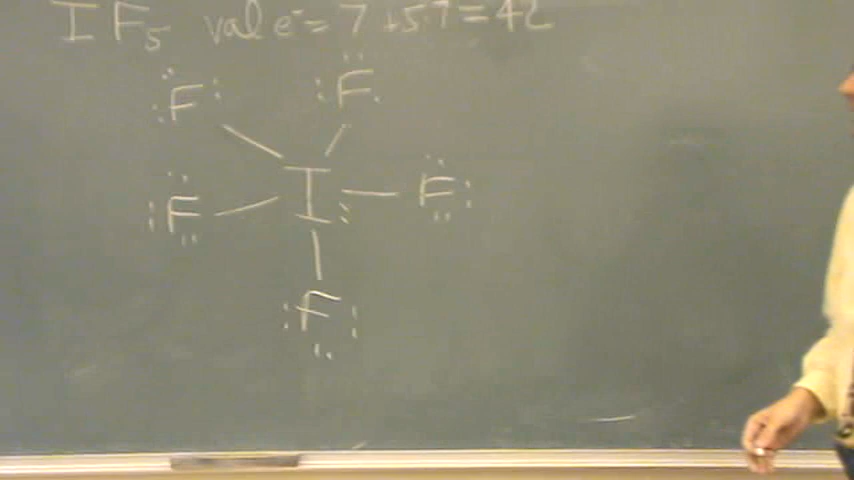 IF5 val e- = 7 + 5·7 = 42
:F: :F.
I
:F F:
:F: